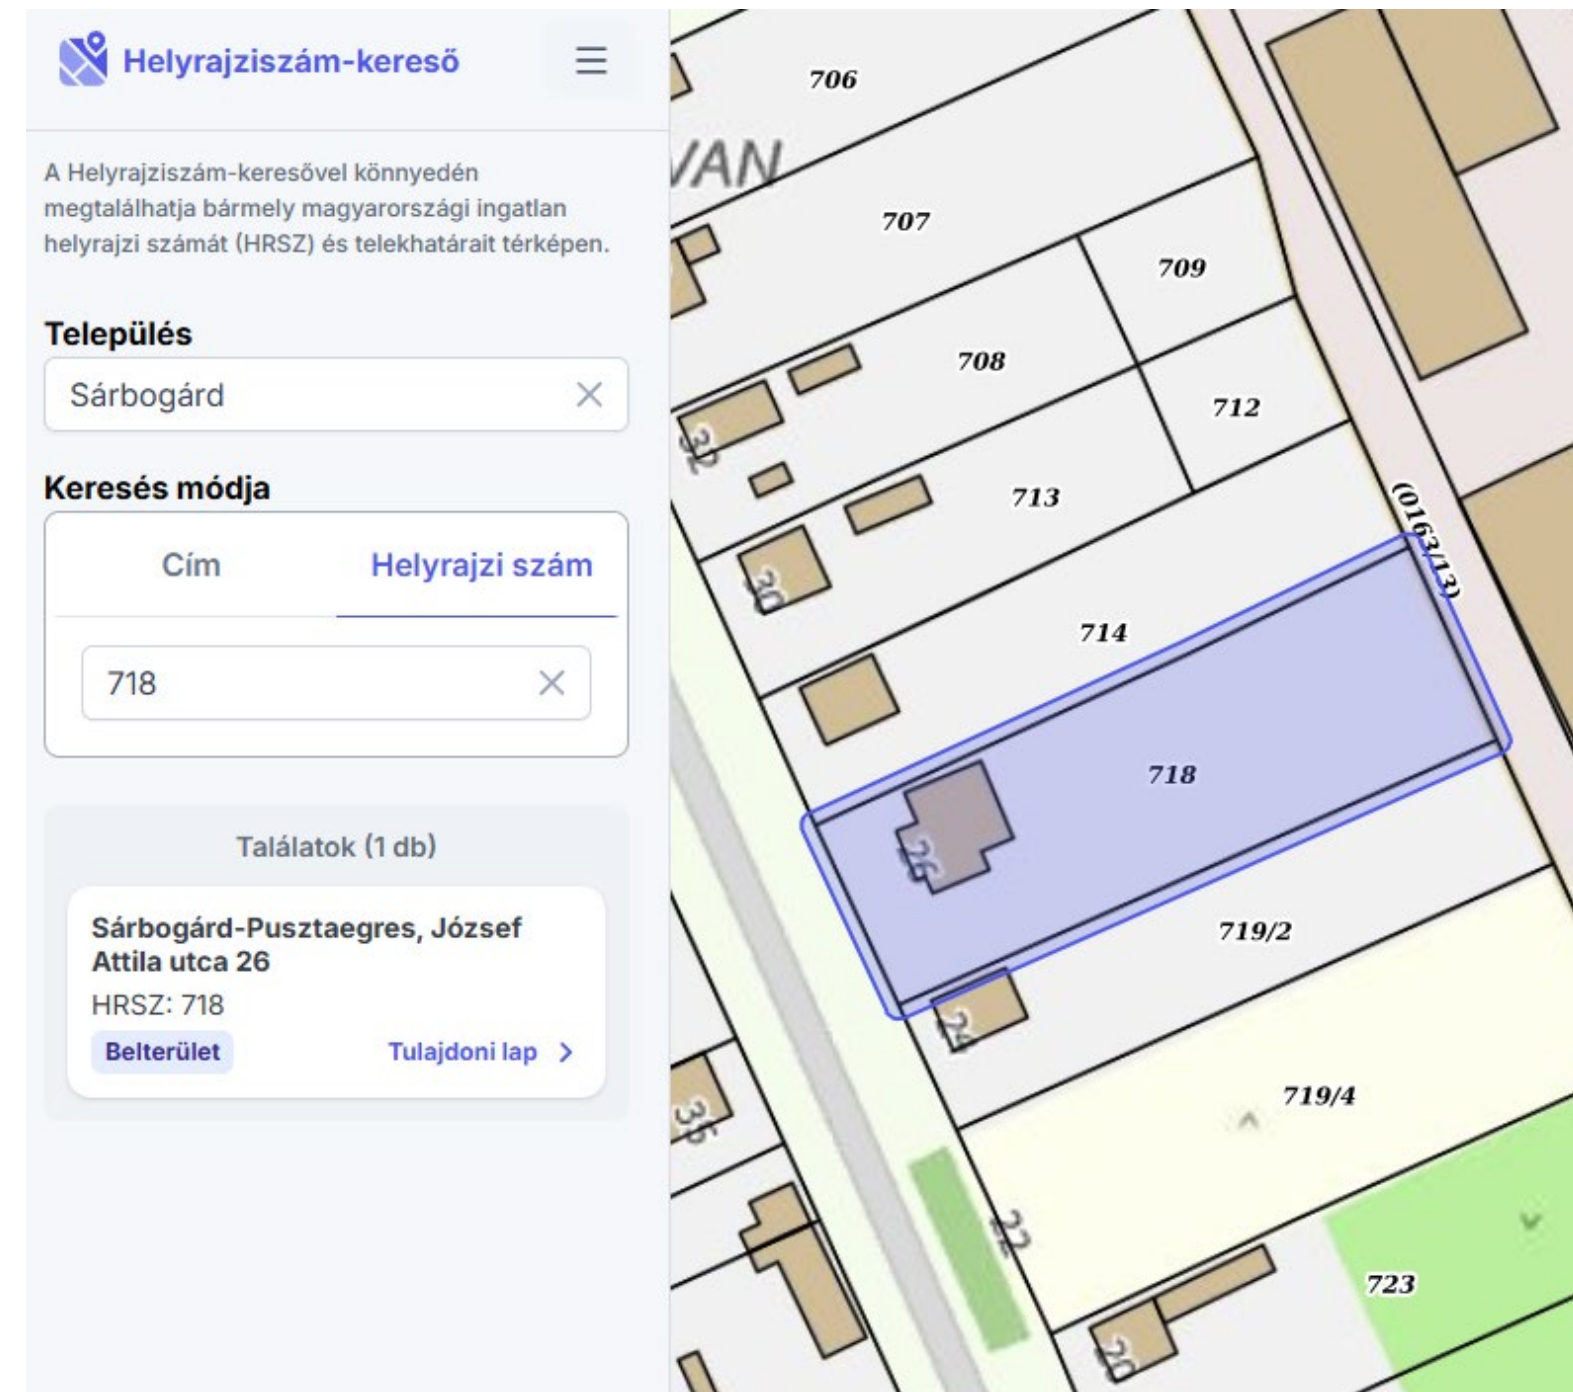 Helyrajziszám-kereső
A Helyrajziszám-keresővel könnyedén
megtalálhatja bármely magyarországi ingatlan
helyrajzi számát (HRSZ) és telekhatárait térképen.
Település
Sárbogárd
Keresés módja
Cím
Helyrajzi szám
718
Találatok (1 db)
Sárbogárd-Pusztaegres, József
Attila utca 26
HRSZ: 718
Belterület
Tulajdoni lap
706
VAN
707
709
708
712
32
713
(0163/13)
30
714
718
26
719/2
24
719/4
35
22
723
20